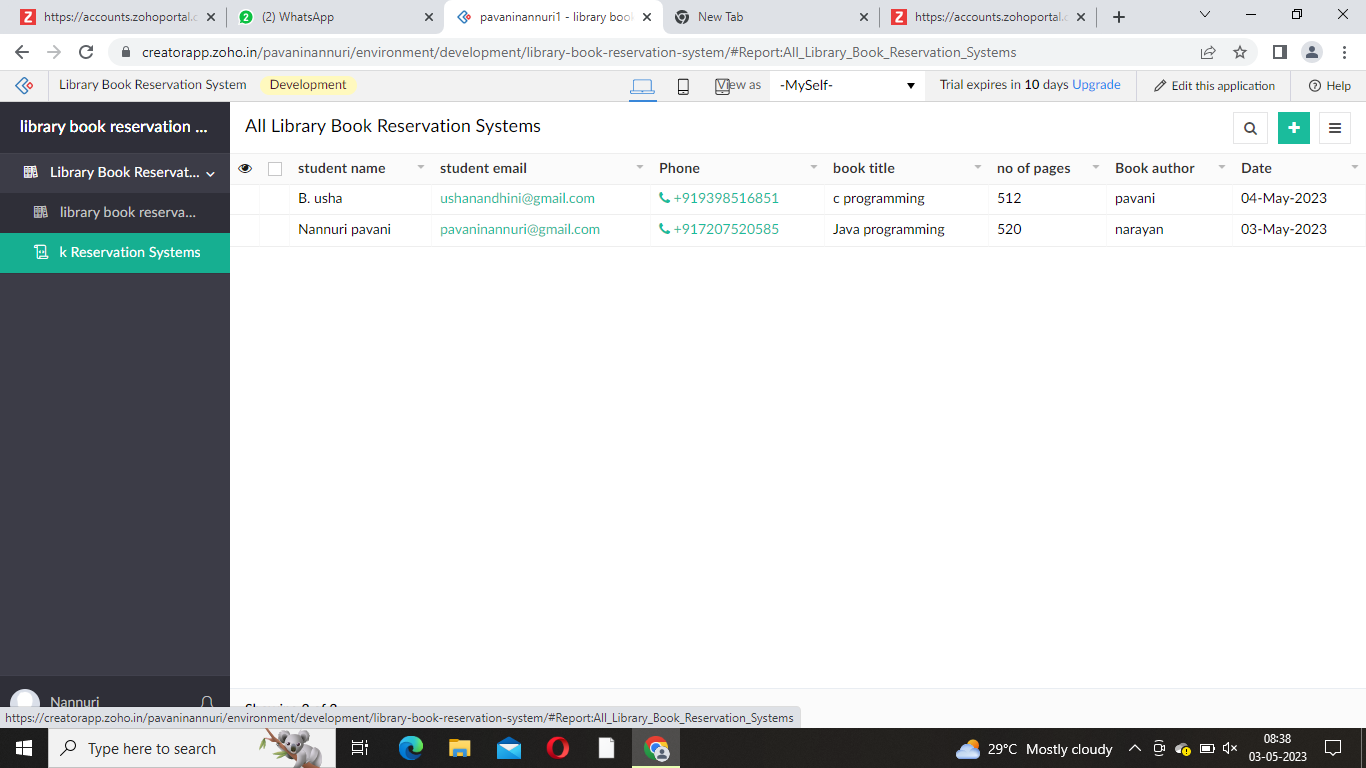 https://accounts.zohoportal.c
(2) WhatsApp
pavaninannuri1 - library boo
New Tab
https://accounts.zohoportal.c
creatorapp.zoho.in/pavaninannuri/environment/development/library-book-reservation-system/#Report:All_Library_Book_Reservation_Systems
Library Book Reservation System Development View as -MySelf- Trial expires in 10 days Upgrade Edit this application Help
library book reservation ...
All Library Book Reservation Systems
Library Book Reservat...
library book reserva...
k Reservation Systems
student name student email Phone book title no of pages Book author Date
B. usha ushanandhini@gmail.com +919398516851 c programming 512 pavani 04-May-2023
Nannuri pavani pavaninannuri@gmail.com +917207520585 Java programming 520 narayan 03-May-2023
Nannuri
https://creatorapp.zoho.in/pavaninannuri/environment/development/library-book-reservation-system/#Report:All_Library_Book_Reservation_Systems
Type here to search
29°C Mostly cloudy
08:38
03-05-2023